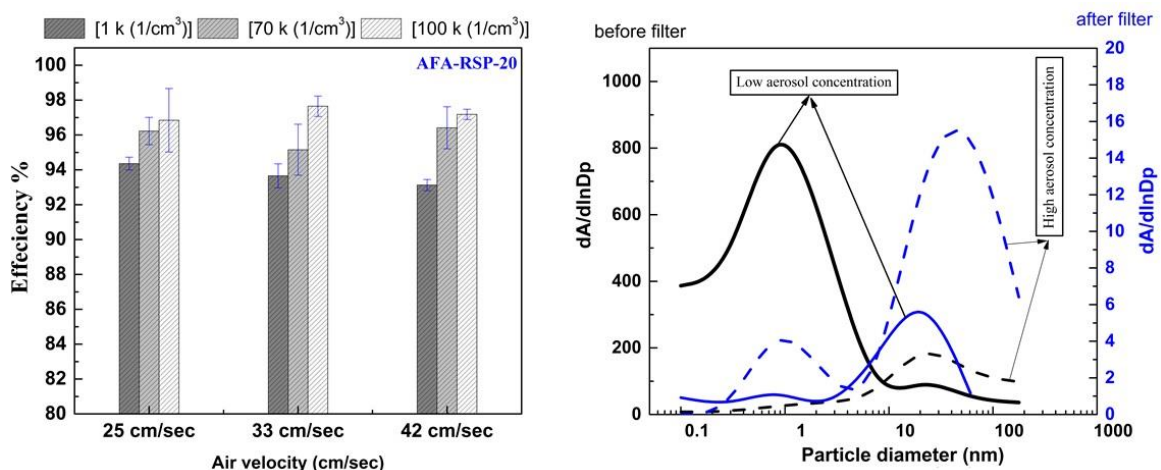 [1 k (1/cm³)] [70 k (1/cm³)] [100 k (1/cm³)]
AFA-RSP-20
100
98
96
94
92
90
88
86
84
82
80
Effeciency %
25 cm/sec 33 cm/sec 42 cm/sec
Air velocity (cm/sec)
before filter
after filter
1000
800
600
400
200
0
dA/dlnDp
Low aerosol concentration
High aerosol concentration
20
18
16
14
12
10
8
6
4
2
0
dA/dlnDp
0.1 1 10 100 1000
Particle diameter (nm)